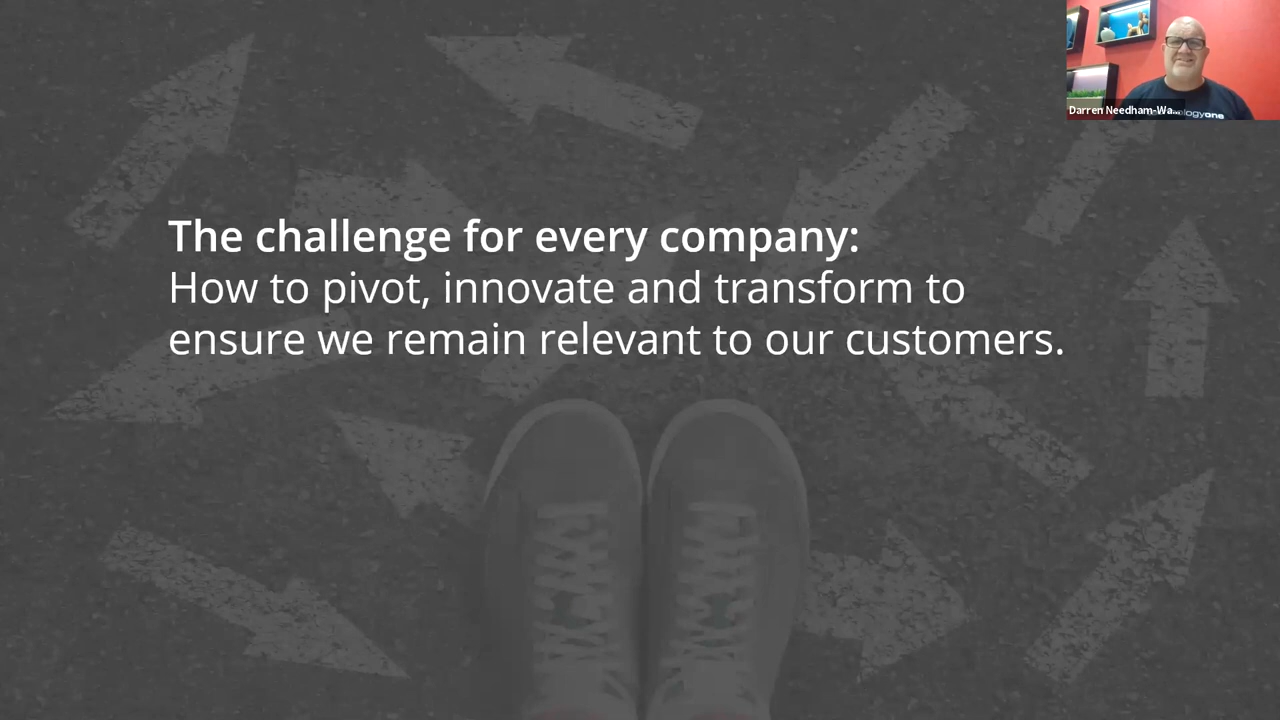 The challenge for every company:
How to pivot, innovate and transform to
ensure we remain relevant to our customers.
Darren Needham-Wa...